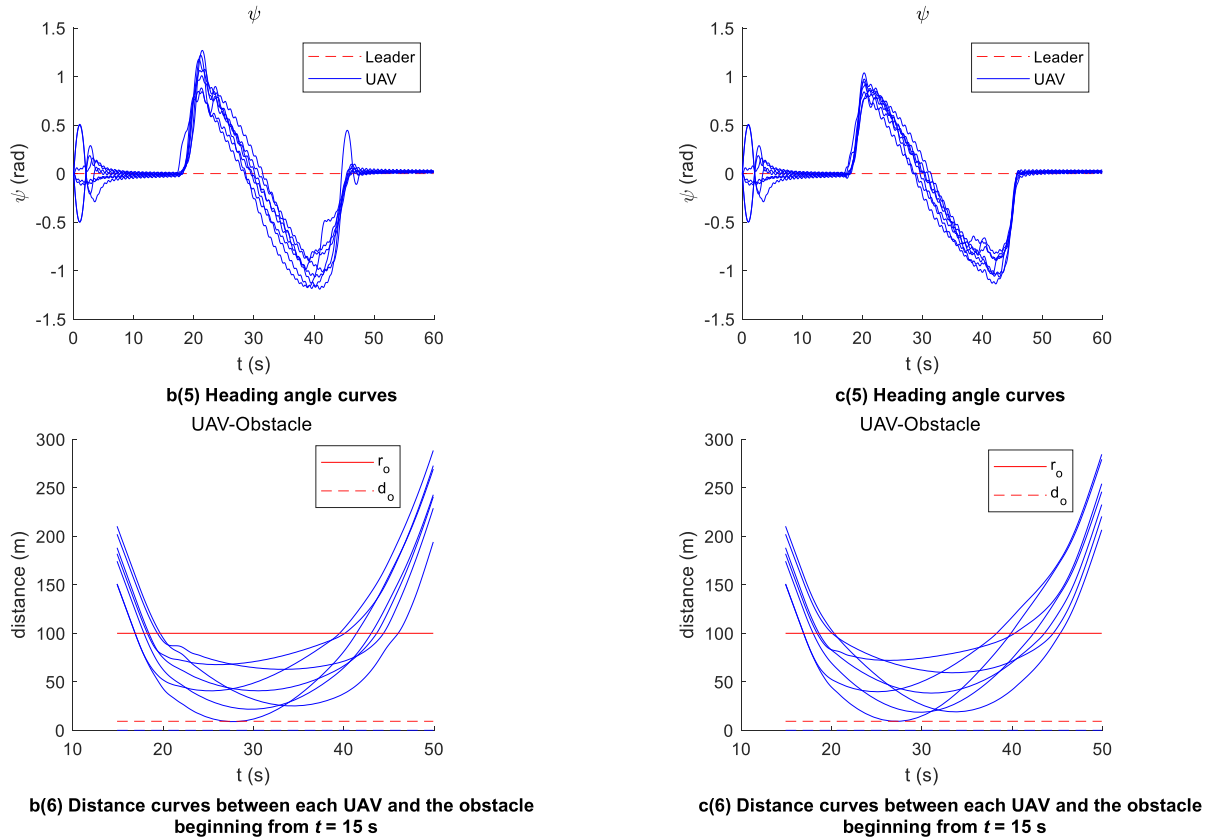 ψ
Leader
UAV
1.5
1
0.5
0
-0.5
-1
-1.5
ψ (rad)
0 10 20 30 40 50 60
t (s)
b(5) Heading angle curves
ψ
Leader
UAV
1.5
1
0.5
0
-0.5
-1
-1.5
ψ (rad)
0 10 20 30 40 50 60
t (s)
c(5) Heading angle curves
UAV-Obstacle
r_o
d_o
300
250
200
150
100
50
0
distance (m)
10 20 30 40 50
t (s)
b(6) Distance curves between each UAV and the obstacle
beginning from t = 15 s
UAV-Obstacle
r_o
d_o
300
250
200
150
100
50
0
distance (m)
10 20 30 40 50
t (s)
c(6) Distance curves between each UAV and the obstacle
beginning from t = 15 s